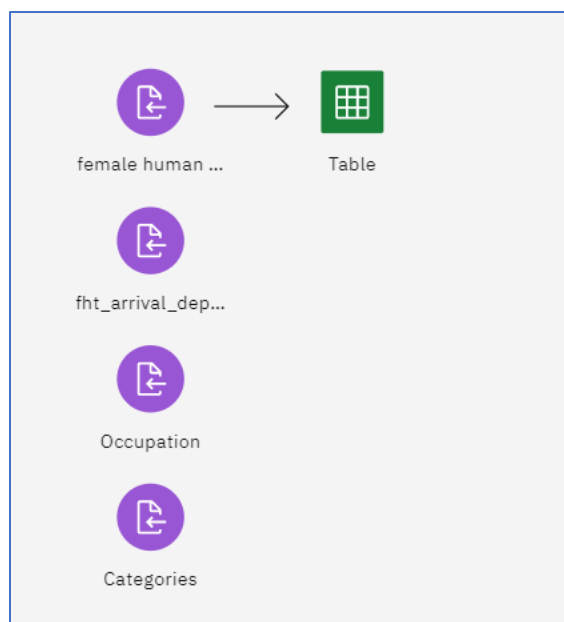 female human ...
Table
fht_arrival_dep...
Occupation
Categories